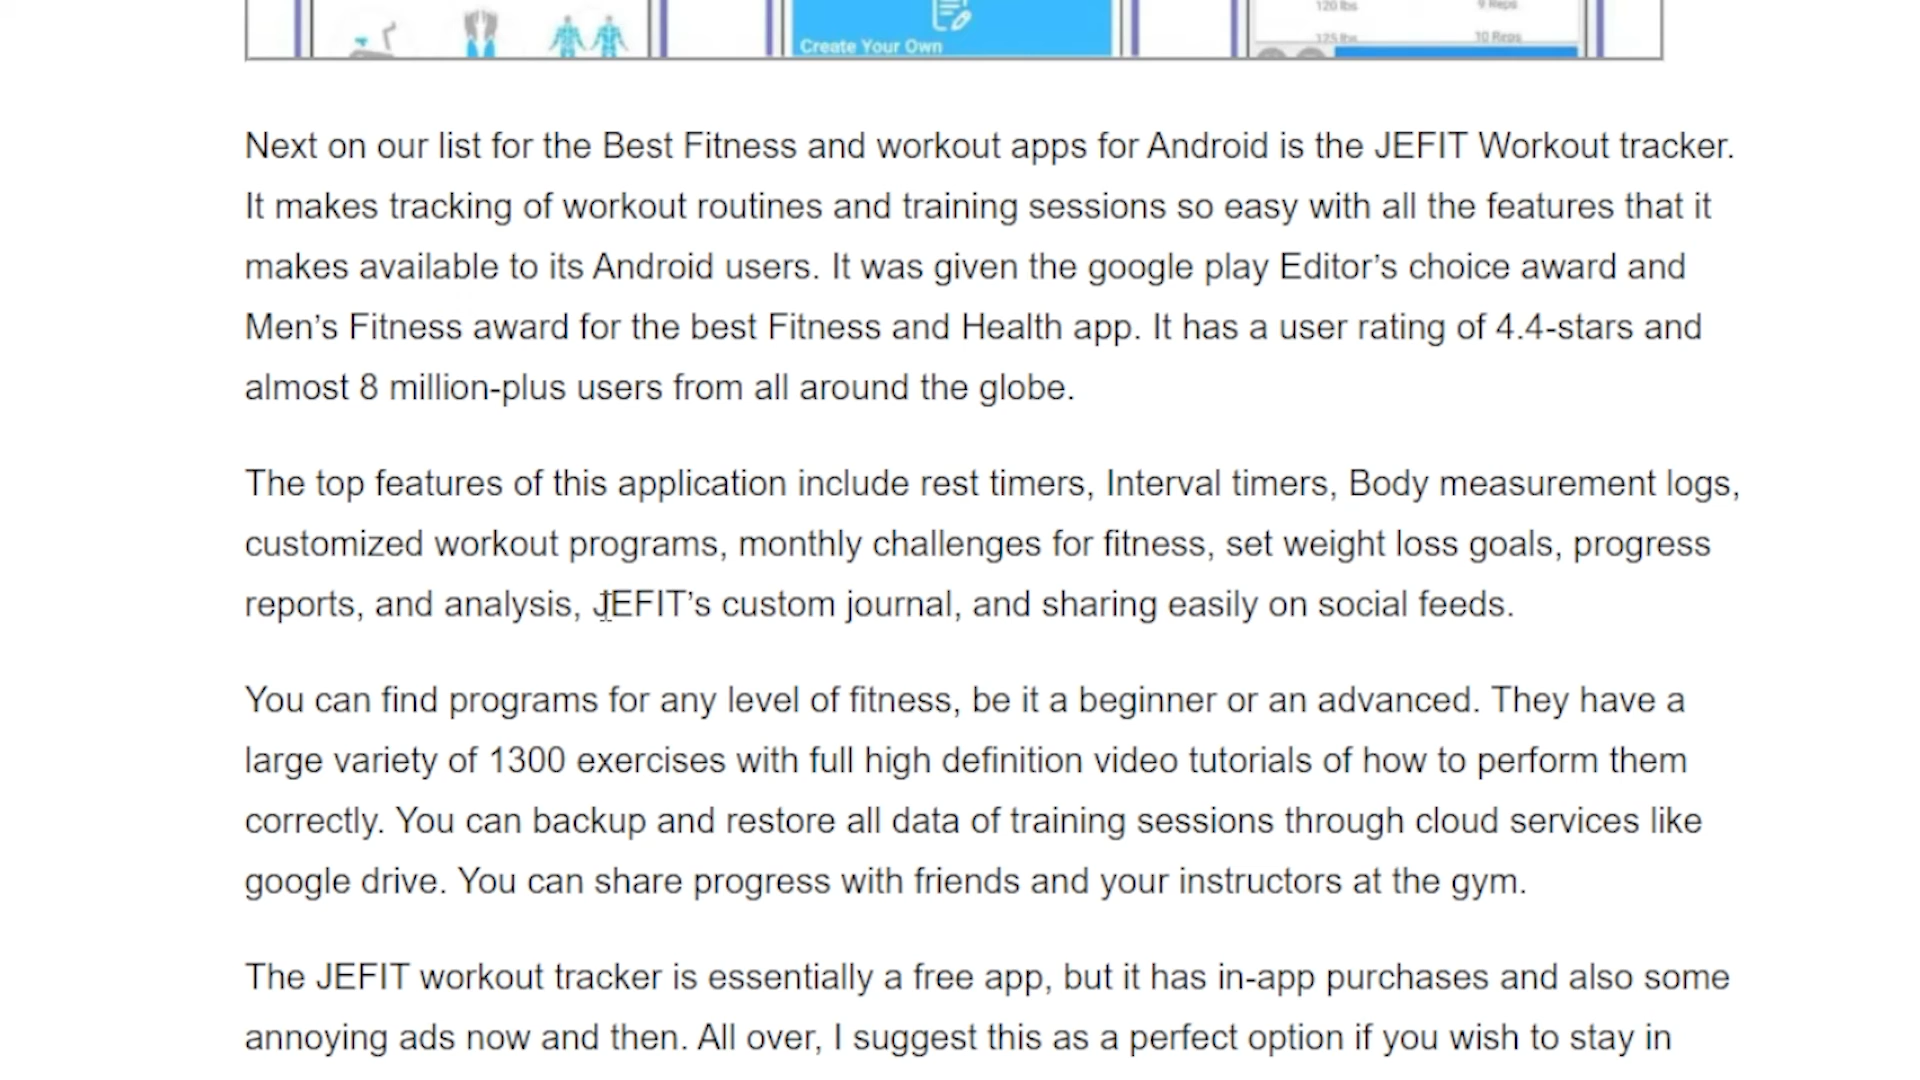 120 lbs
9 Reps
Create Your Own
125 lbs
10 Reps
Next on our list for the Best Fitness and workout apps for Android is the JEFIT Workout tracker.
It makes tracking of workout routines and training sessions so easy with all the features that it
makes available to its Android users. It was given the google play Editor’s choice award and
Men’s Fitness award for the best Fitness and Health app. It has a user rating of 4.4-stars and
almost 8 million-plus users from all around the globe.
The top features of this application include rest timers, Interval timers, Body measurement logs,
customized workout programs, monthly challenges for fitness, set weight loss goals, progress
reports, and analysis, JEFIT’s custom journal, and sharing easily on social feeds.
You can find programs for any level of fitness, be it a beginner or an advanced. They have a
large variety of 1300 exercises with full high definition video tutorials of how to perform them
correctly. You can backup and restore all data of training sessions through cloud services like
google drive. You can share progress with friends and your instructors at the gym.
The JEFIT workout tracker is essentially a free app, but it has in-app purchases and also some
annoying ads now and then. All over, I suggest this as a perfect option if you wish to stay in